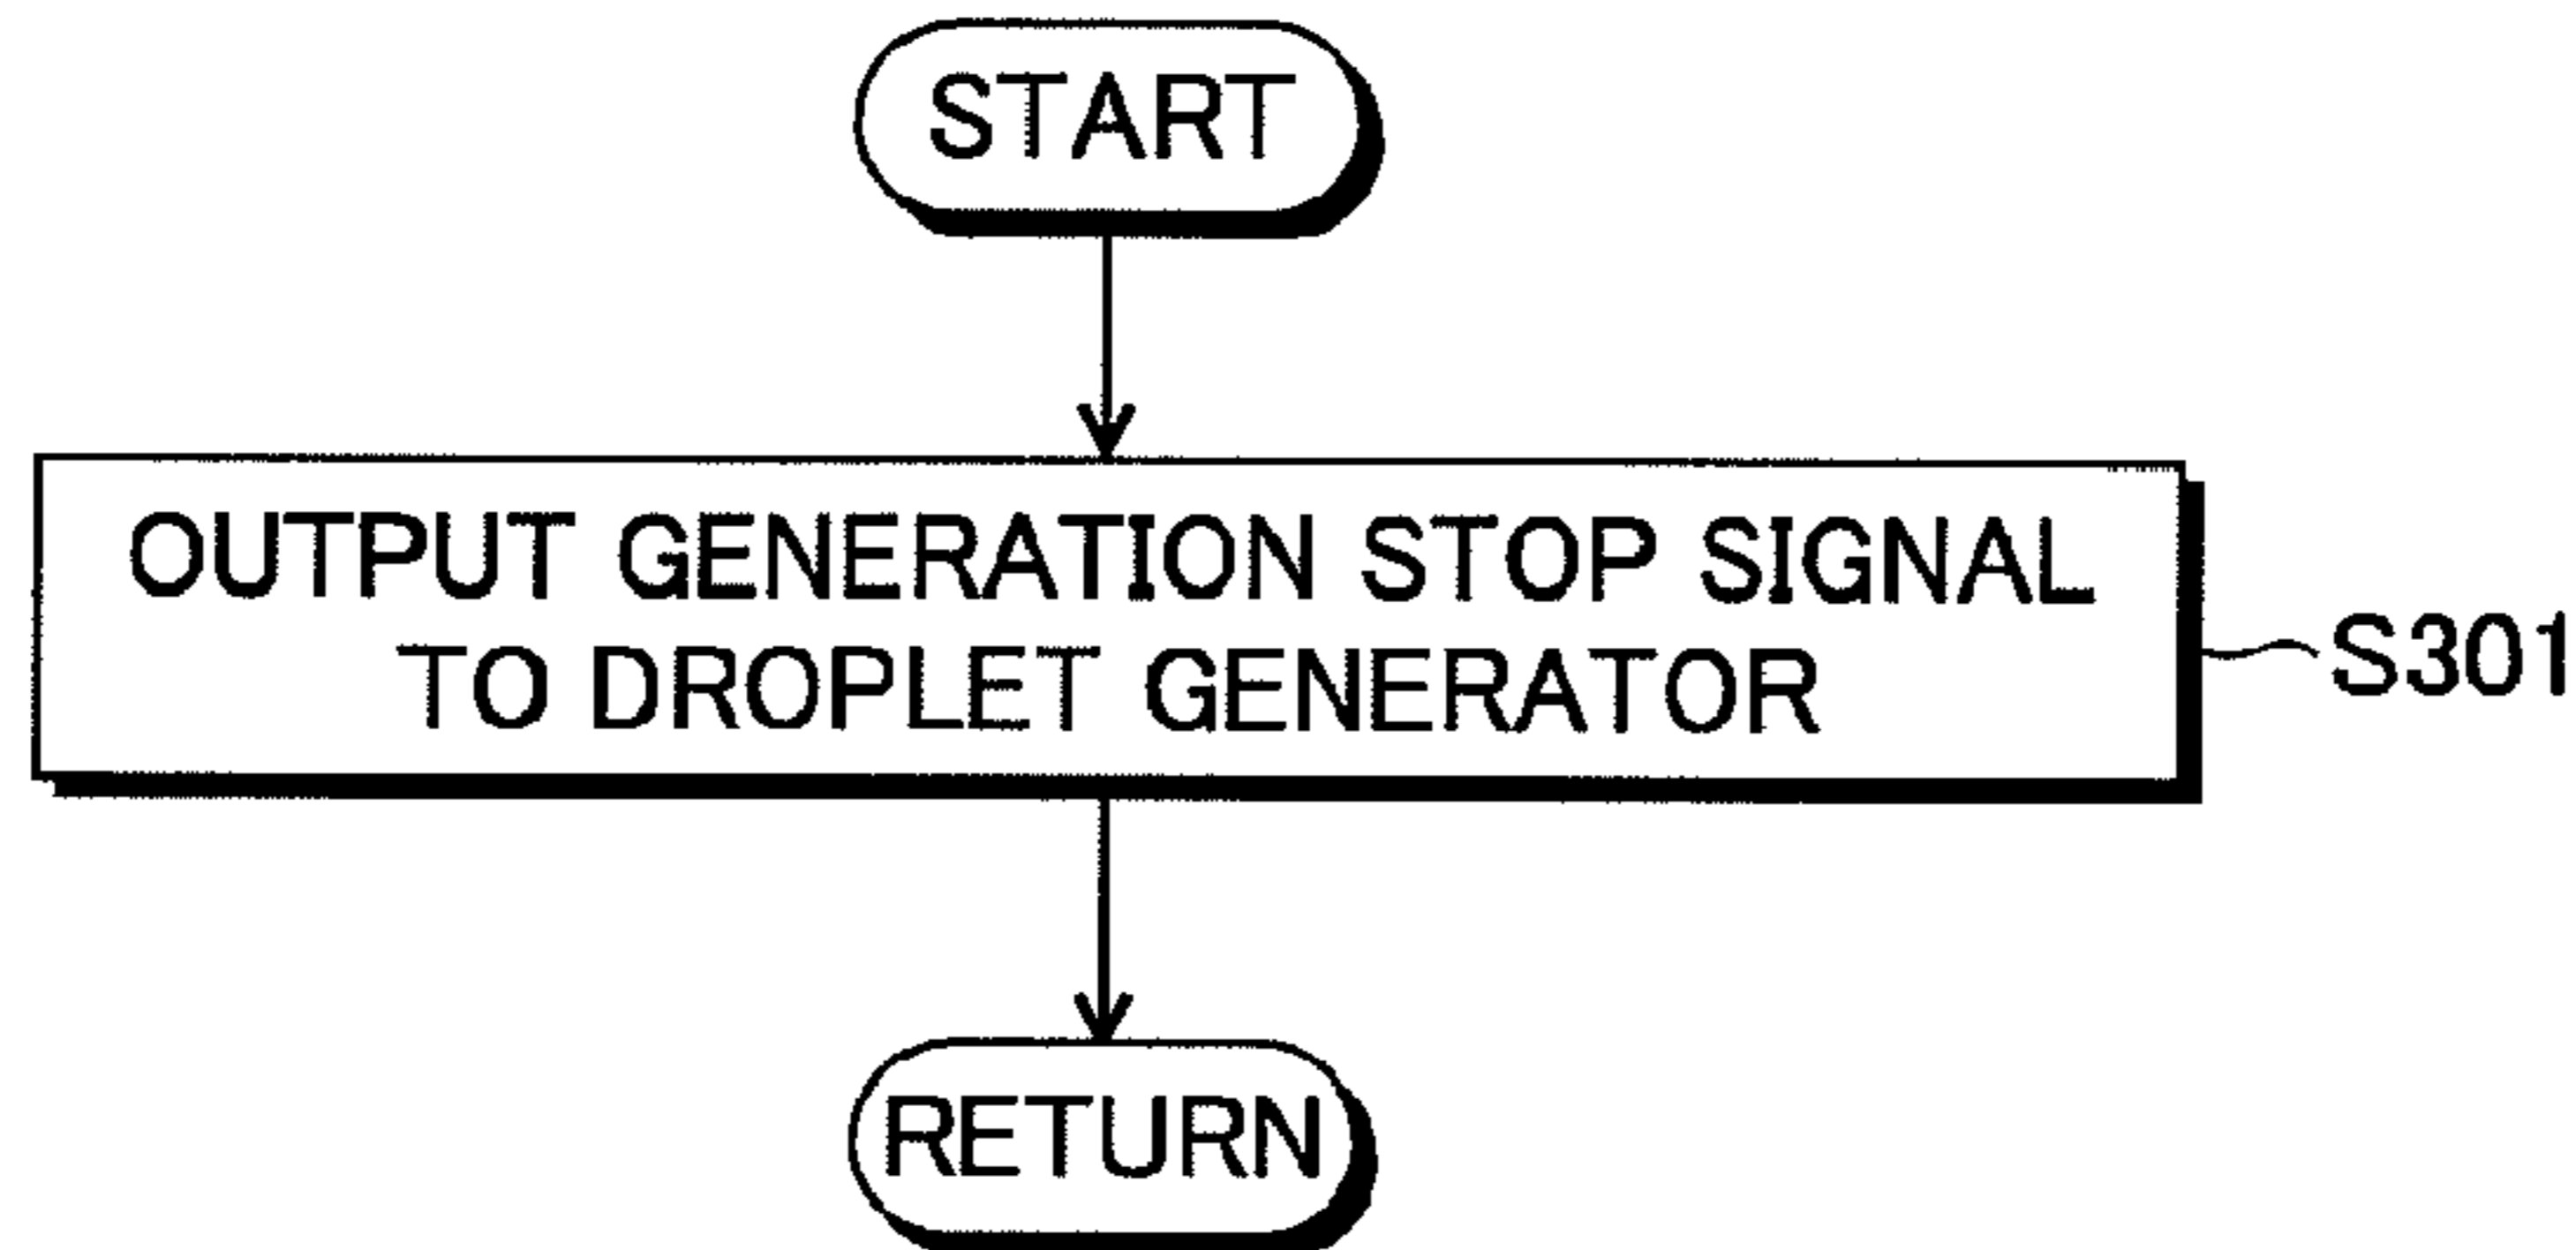 START
OUTPUT GENERATION STOP SIGNAL
TO DROPLET GENERATOR
S301
RETURN